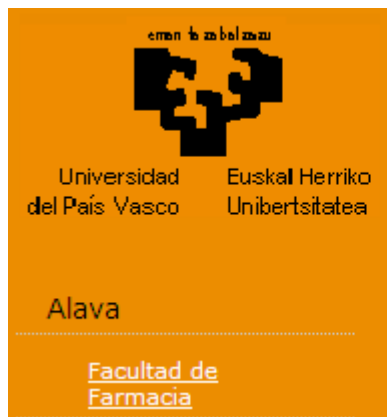 eman ta zabal zazu
Universidad
del País Vasco
Euskal Herriko
Unibertsitatea
Alava
Facultad de
Farmacia